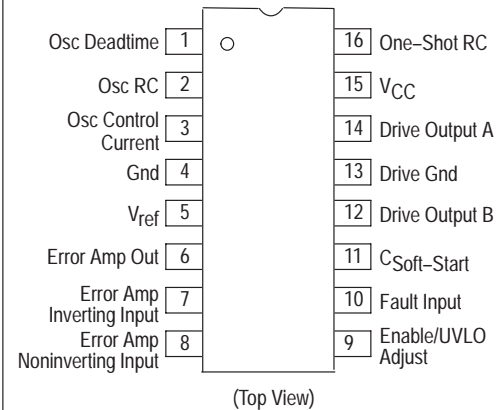 Osc Deadtime 1
Osc RC 2
Osc Control
Current 3
Gnd 4
Vref 5
Error Amp Out 6
Error Amp
Inverting Input 7
Error Amp
Noninverting Input 8
16 One–Shot RC
15 VCC
14 Drive Output A
13 Drive Gnd
12 Drive Output B
11 CSoft–Start
10 Fault Input
9 Enable/UVLO
Adjust
(Top View)